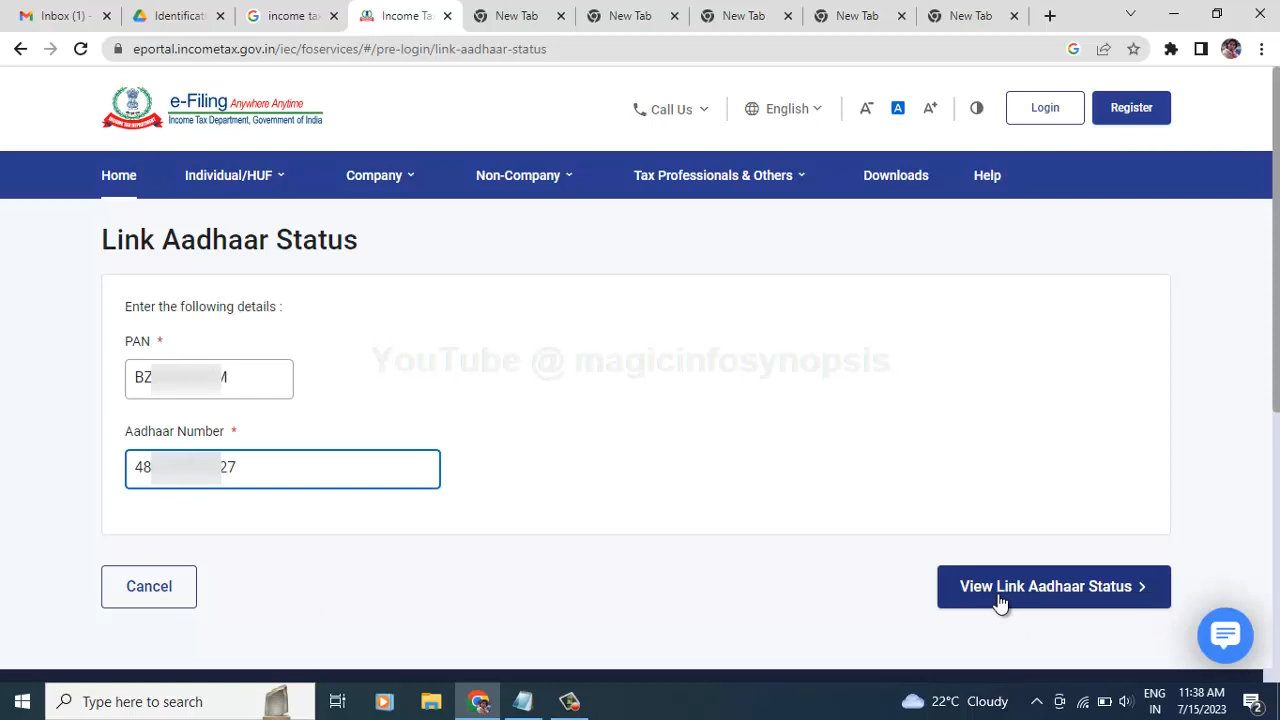 Inbox (1)
Identificat
income ta
Income Ta
New Tab
New Tab
New Tab
New Tab
New Tab
eportal.incometax.gov.in/iec/foservices/#/pre-login/link-aadhaar-status
e-Filing Anywhere Anytime
Income Tax Department, Government of India
Call Us
English
A-
A
A+
Login
Register
Home
Individual/HUF
Company
Non-Company
Tax Professionals & Others
Downloads
Help
Link Aadhaar Status
Enter the following details :
PAN *
YouTube @ magicinfosynopsis
BZ M
Aadhaar Number *
48 27
Cancel
View Link Aadhaar Status
Type here to search
22°C Cloudy
ENG
IN
11:38 AM
7/15/2023
2